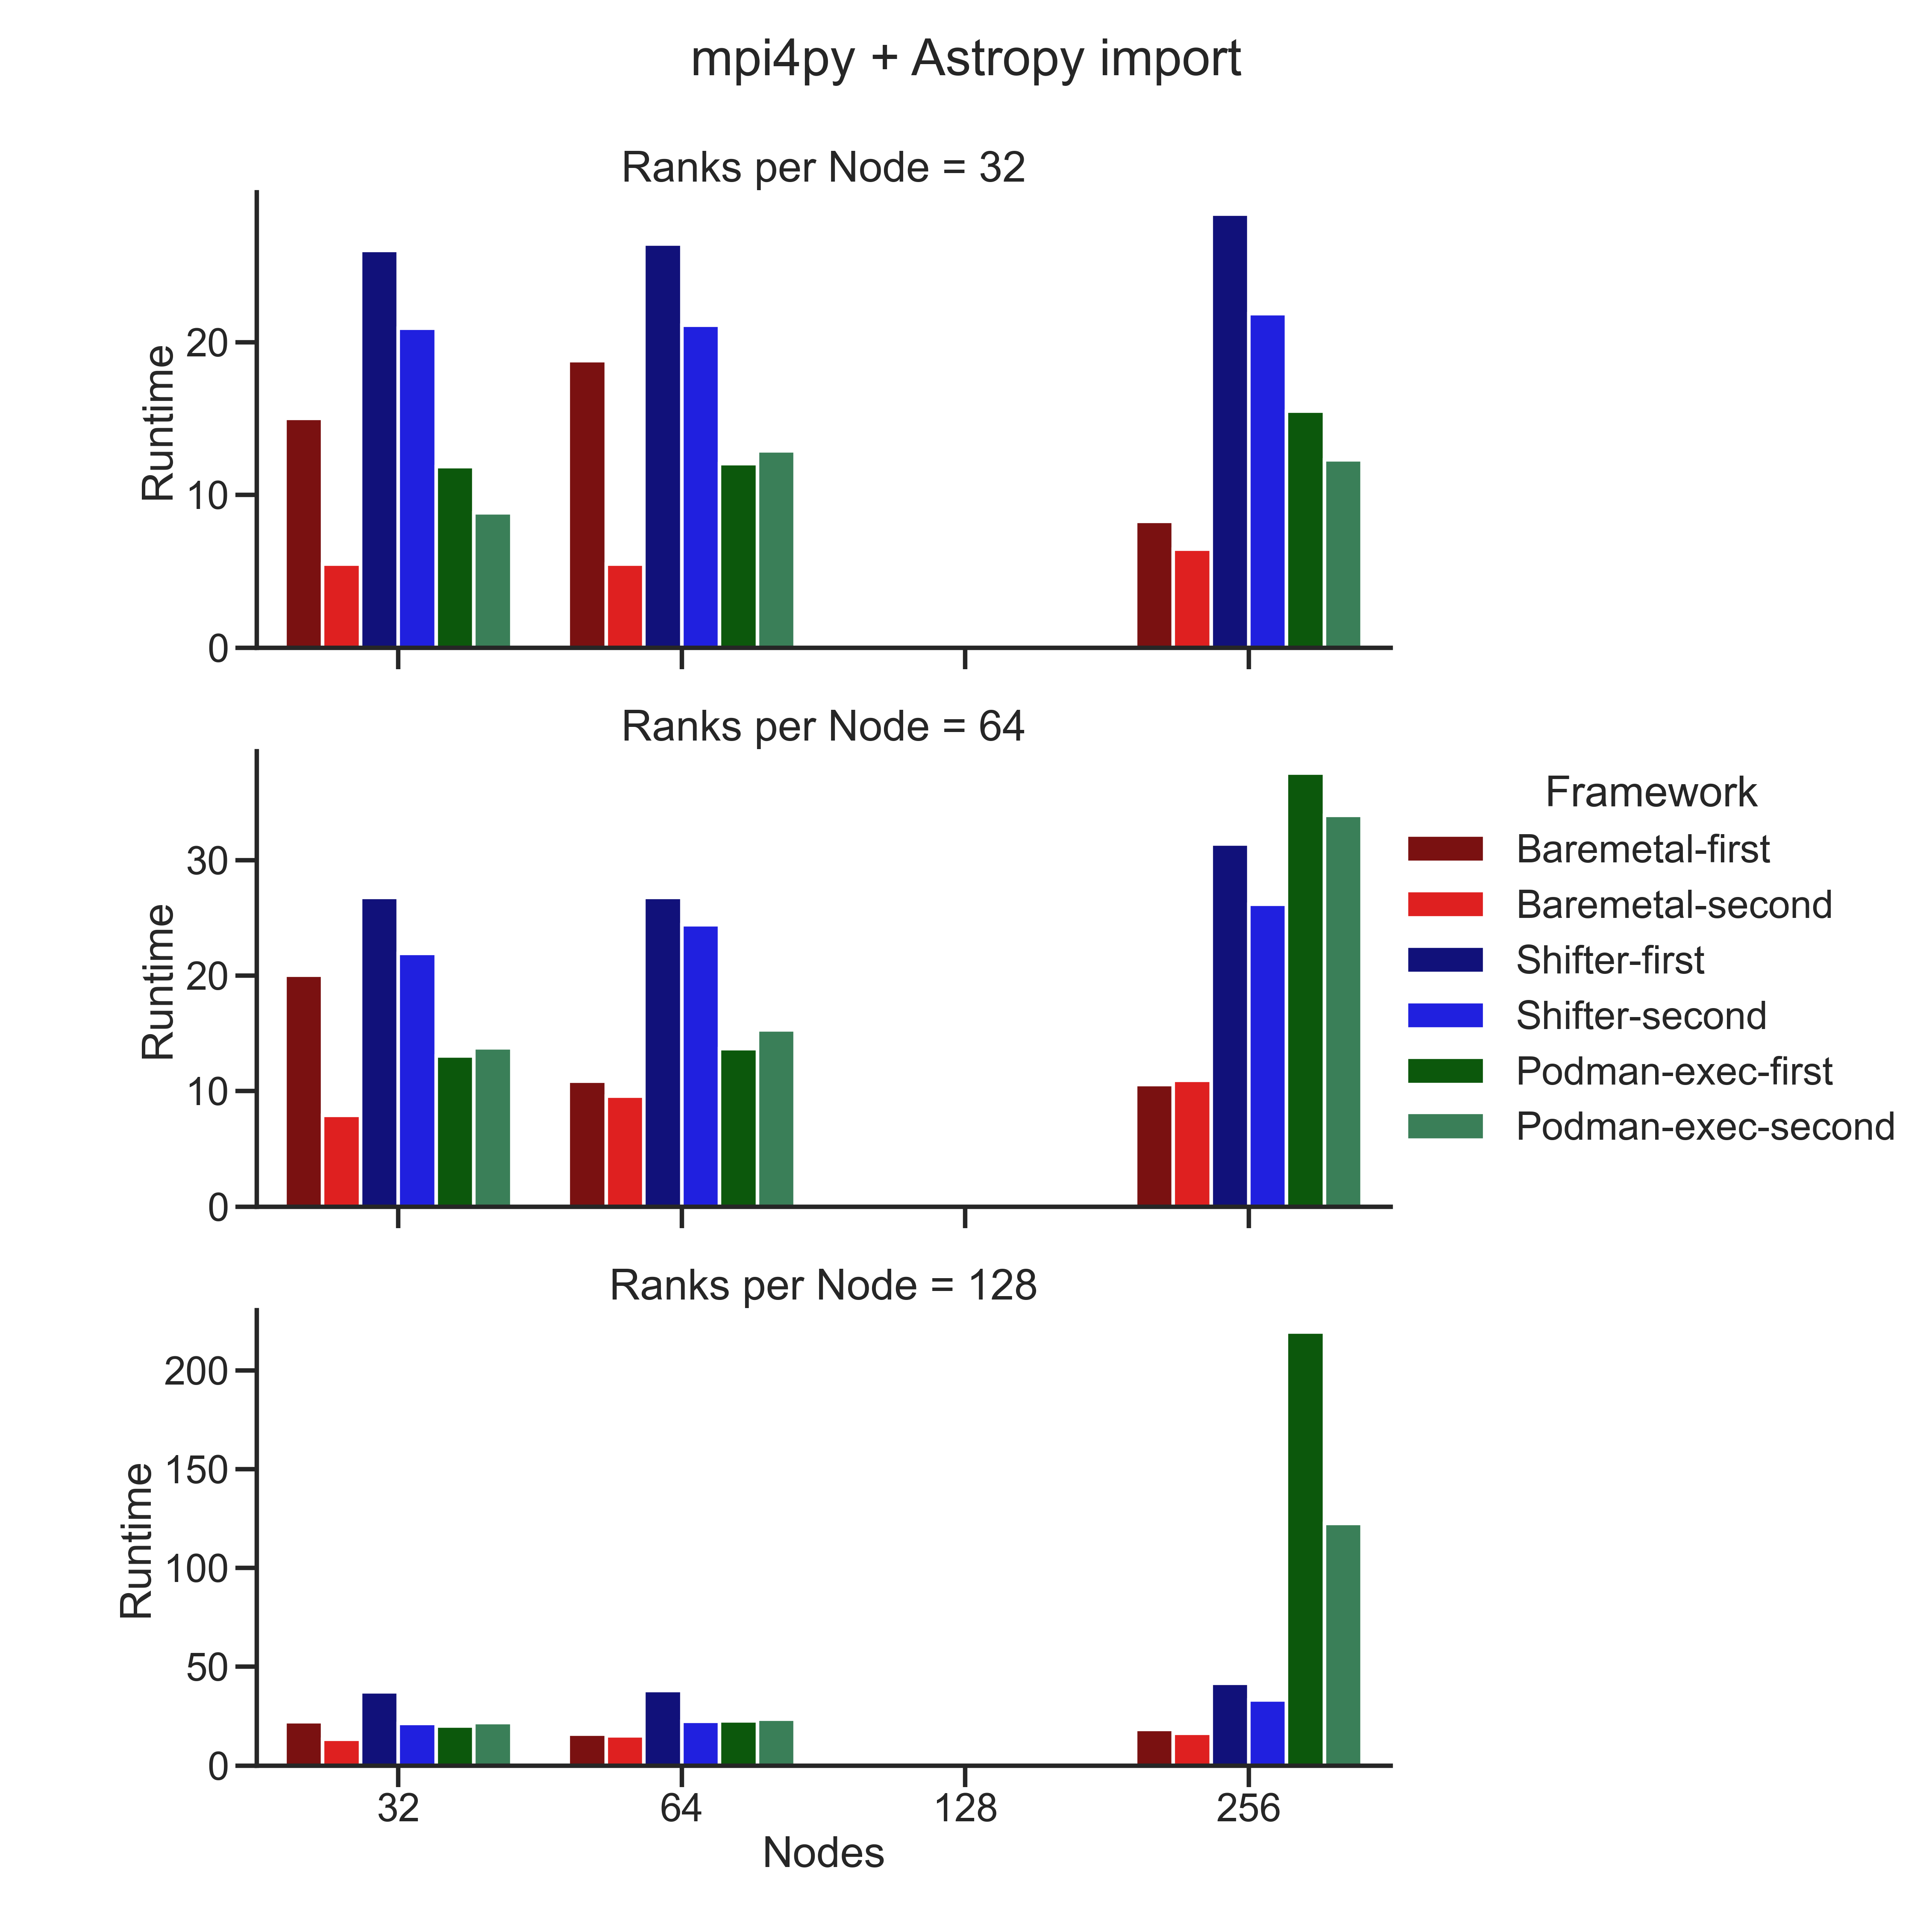 mpi4py + Astropy import
Ranks per Node = 32
Runtime
20
10
0
Ranks per Node = 64
Runtime
30
20
10
0
Framework
Baremetal-first
Baremetal-second
Shifter-first
Shifter-second
Podman-exec-first
Podman-exec-second
Ranks per Node = 128
Runtime
200
150
100
50
0
32 64 128 256
Nodes